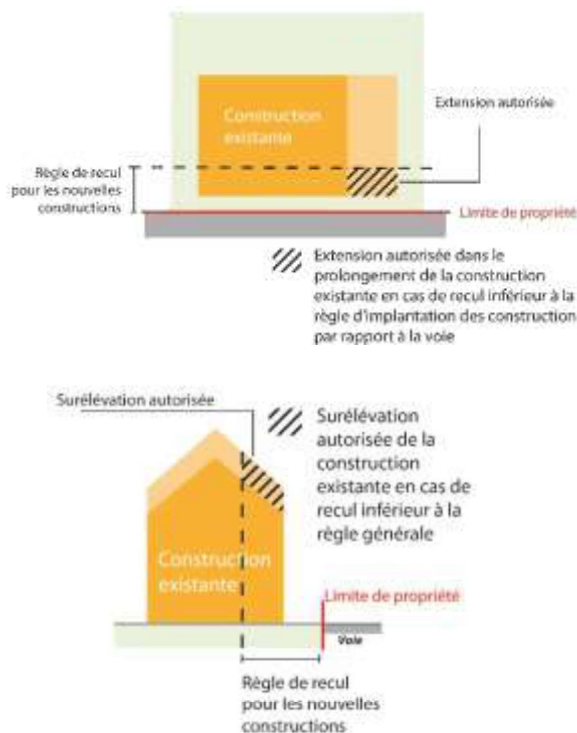 Construction
existante
Extension autorisée
Règle de recul
pour les nouvelles
constructions
Limite de propriété
Extension autorisée dans le
prolongement de la construction
existante en cas de recul inférieur à la
règle d'implantation des construction
par rapport à la voie
Surélévation autorisée
Surélévation
autorisée de la
construction
existante en cas de
recul inférieur à la
règle générale
Construction
existante
Limite de propriété
Voie
Règle de recul
pour les nouvelles
constructions